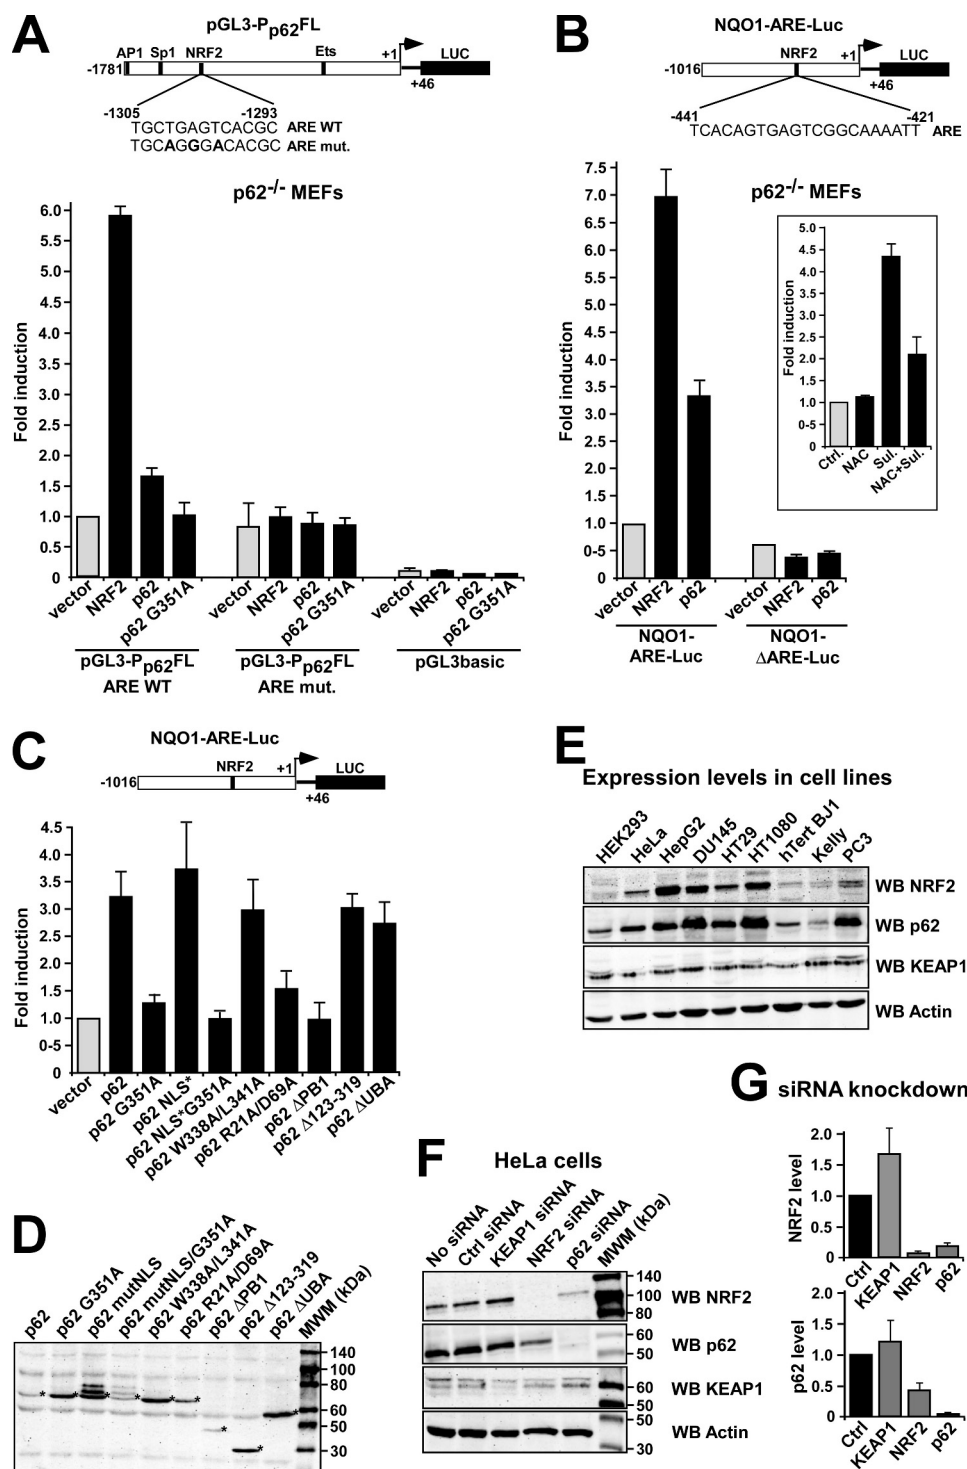 A
pGL3-Pp62FL
AP1 Sp1 NRF2 Ets +1 LUC
-1781
+46
-1305 -1293
TGCTGAGTCACGC ARE WT
TGCAGGGACACGC ARE mut.
p62-/- MEFs
Fold induction
6.0
5.5
5.0
4.5
4.0
3.5
3.0
2.5
2.0
1.5
1.0
0.5
0
vector NRF2 p62 p62 G351A vector NRF2 p62 p62 G351A vector NRF2 p62 p62 G351A
pGL3-Pp62FL pGL3-Pp62FL pGL3basic
ARE WT ARE mut.
B
NQO1-ARE-Luc
NRF2 +1 LUC
-1016
+46
-441 -421
TCACAGTGAGTCGGCAAAATT ARE
p62-/- MEFs
Fold induction
7.5
7.0
6.5
6.0
5.5
5.0
4.5
4.0
3.5
3.0
2.5
2.0
1.5
1.0
0-5
0
Fold induction
5.0
4.5
4.0
3.5
3.0
2.5
2.0
1.5
1.0
0-5
0
Ctrl. NAC Sul. NAC+Sul.
vector NRF2 p62 vector NRF2 p62
NQO1- NQO1-
ARE-Luc ΔARE-Luc
C
NQO1-ARE-Luc
NRF2 +1 LUC
-1016
+46
Fold induction
4.5
4.0
3.5
3.0
2.5
2.0
1.5
1.0
0-5
0
vector p62 p62 G351A p62 NLS* p62 NLS*G351A p62 W338A/L341A p62 R21A/D69A p62 ΔPB1 p62 Δ123-319 p62 ΔUBA
D
p62 p62 G351A p62 mutNLS p62 mutNLS/G351A p62 W338A/L341A p62 R21A/D69A p62 ΔPB1 p62 Δ123-319 p62 ΔUBA MWM (kDa)
140
100
80
60
50
30
* * * * * * * * *
E
Expression levels in cell lines
HEK293 HeLa HepG2 DU145 HT29 HT1080 hTert BJ1 Kelly PC3
WB NRF2
WB p62
WB KEAP1
WB Actin
F
HeLa cells
No siRNA Ctrl siRNA KEAP1 siRNA NRF2 siRNA p62 siRNA MWM (kDa)
140
100 WB NRF2
80
60 WB p62
50
60 WB KEAP1
50
WB Actin
30
G
siRNA knockdown
NRF2 level
2.0
1.5
1.0
0.5
0
Ctrl KEAP1 NRF2 p62
p62 level
2.0
1.5
1.0
0.5
0
Ctrl KEAP1 NRF2 p62